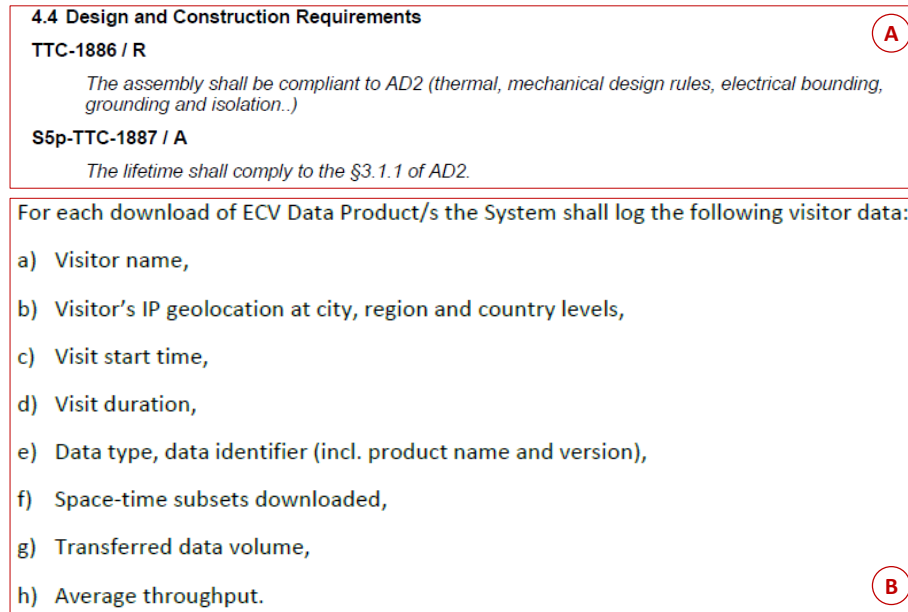 4.4 Design and Construction Requirements
A
TTC-1886 / R
The assembly shall be compliant to AD2 (thermal, mechanical design rules, electrical bounding,
grounding and isolation..)
S5p-TTC-1887 / A
The lifetime shall comply to the §3.1.1 of AD2.
For each download of ECV Data Product/s the System shall log the following visitor data:
a) Visitor name,
b) Visitor's IP geolocation at city, region and country levels,
c) Visit start time,
d) Visit duration,
e) Data type, data identifier (incl. product name and version),
f) Space-time subsets downloaded,
g) Transferred data volume,
h) Average throughput.
B